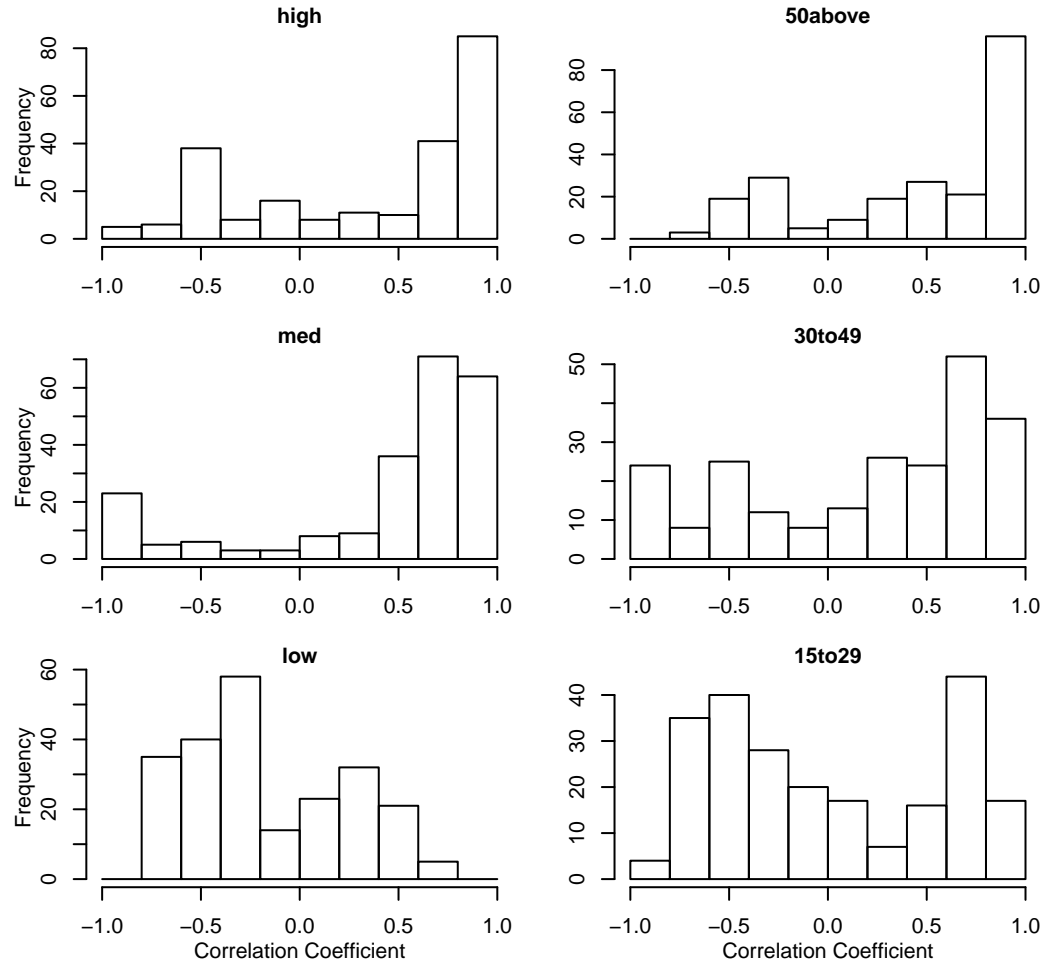 high
50above
Frequency
0 20 40 60 80
0 20 40 60 80
−1.0 −0.5 0.0 0.5 1.0
−1.0 −0.5 0.0 0.5 1.0
med
30to49
Frequency
0 20 40 60
0 10 30 50
−1.0 −0.5 0.0 0.5 1.0
−1.0 −0.5 0.0 0.5 1.0
low
15to29
Frequency
0 20 40 60
0 10 20 30 40
−1.0 −0.5 0.0 0.5 1.0
−1.0 −0.5 0.0 0.5 1.0
Correlation Coefficient
Correlation Coefficient